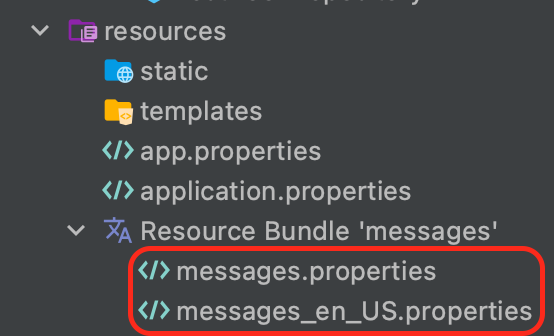 resources
static
templates
app.properties
application.properties
Resource Bundle 'messages'
messages.properties
messages_en_US.properties